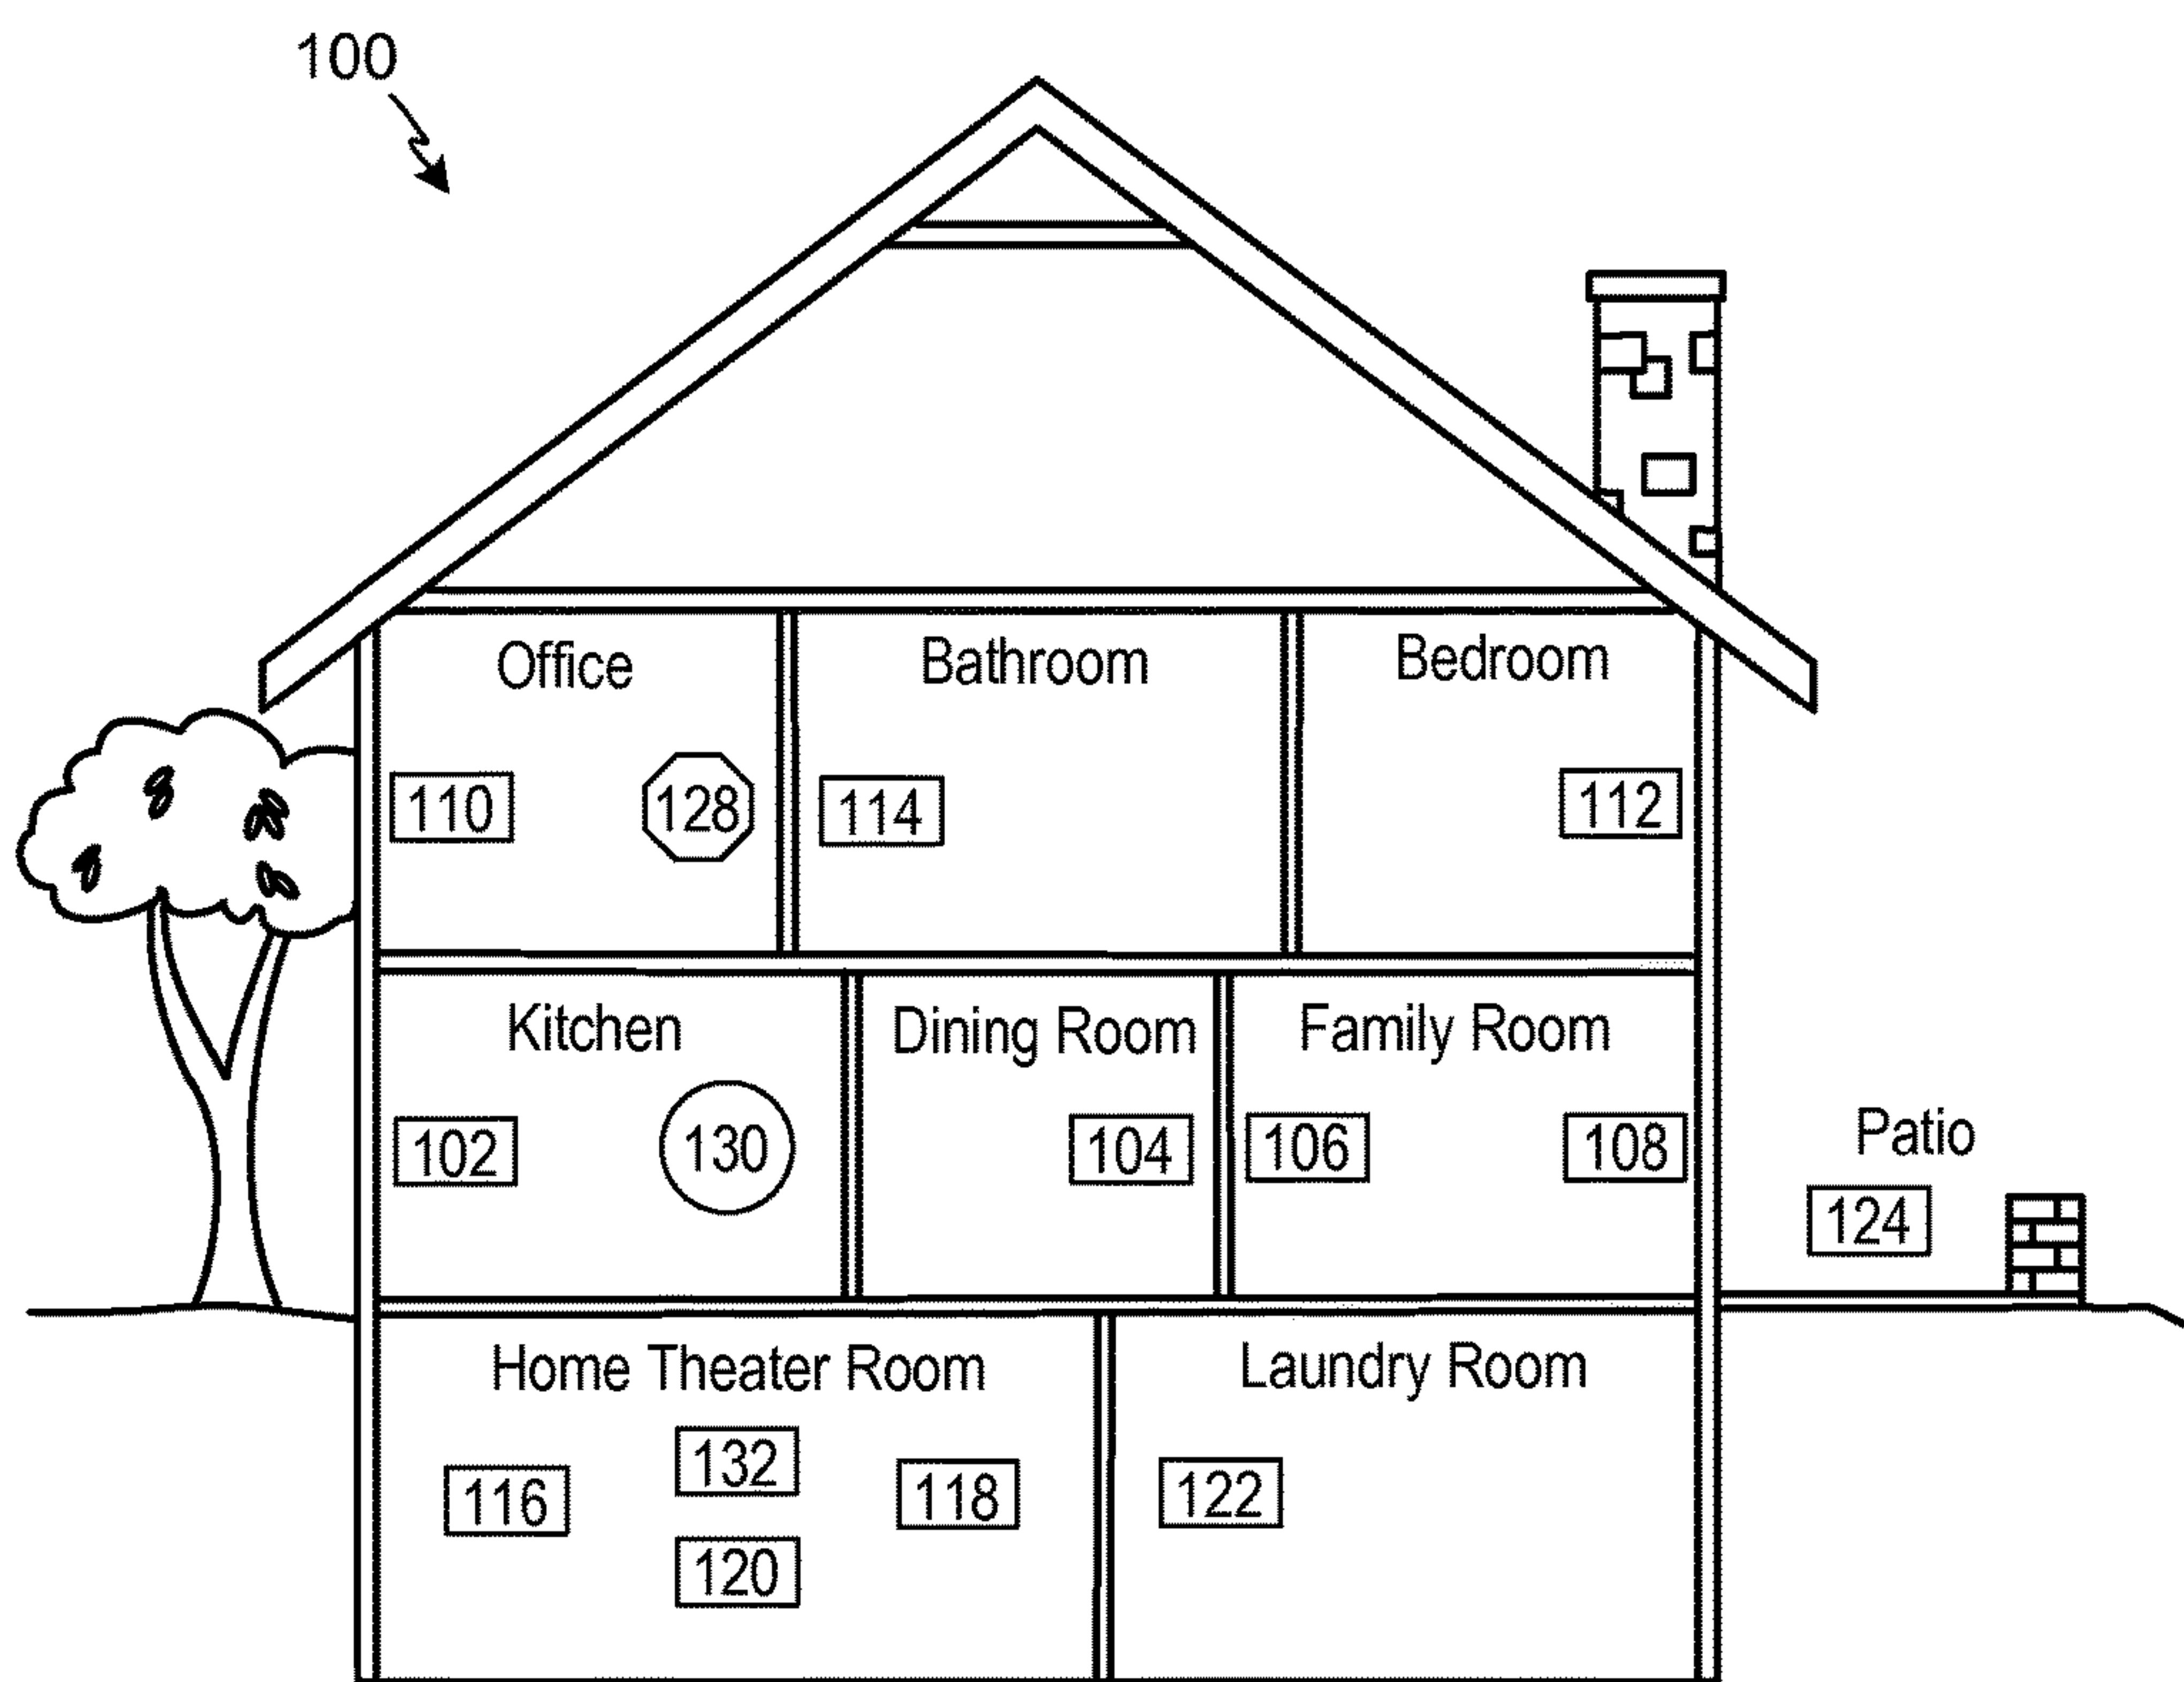 100
Office
Bathroom
Bedroom
110
128
114
112
Kitchen
Dining Room
Family Room
102
130
104
106
108
Patio
124
Home Theater Room
Laundry Room
116
132
118
120
122